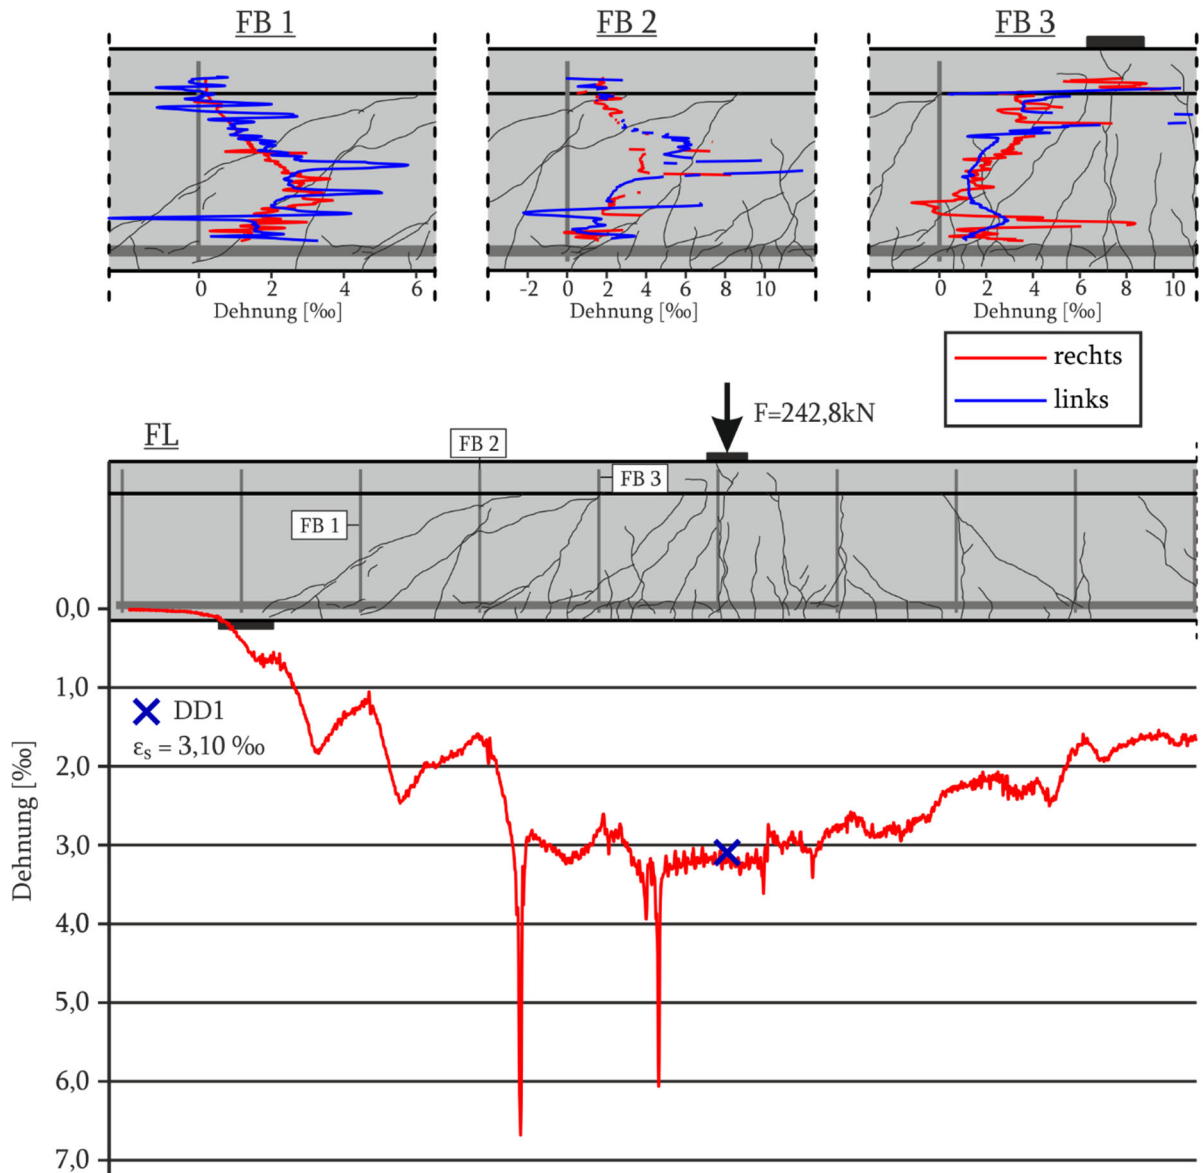 FB 1
FB 2
FB 3
0 2 4 6
-2 0 2 4 6 8 10
0 2 4 6 8 10
Dehnung [‰]
Dehnung [‰]
Dehnung [‰]
rechts
links
F=242,8kN
FL
FB 2
FB 3
FB 1
0,0
1,0
DD1
εs = 3,10 ‰
2,0
3,0
4,0
5,0
6,0
7,0
Dehnung [‰]